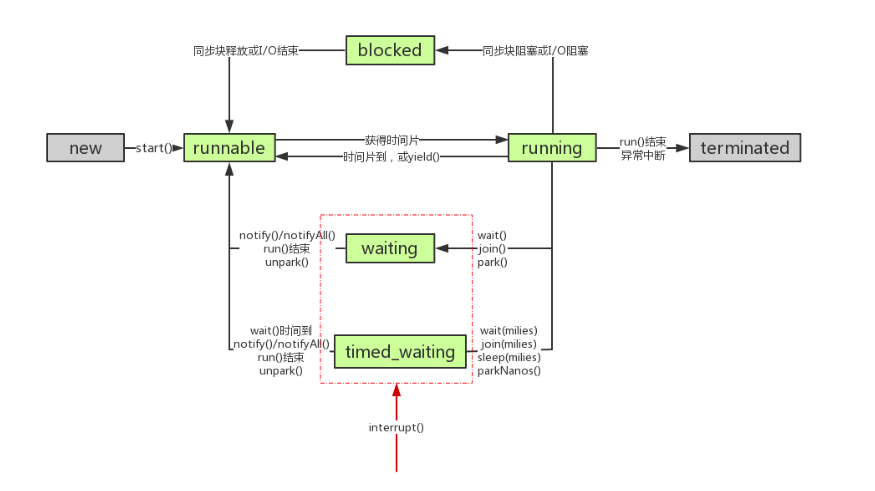 blocked
同步块释放或I/O结束
同步块阻塞或I/O阻塞
new
start()
runnable
获得时间片
时间片到，或yield()
running
run()结束
异常中断
terminated
notify()/notifyAll()
run()结束
unpark()
waiting
wait()
join()
park()
wait()时间到
notify()/notifyAll()
run()结束
unpark()
timed_waiting
wait(milies)
join(milies)
sleep(milies)
parkNanos()
interrupt()